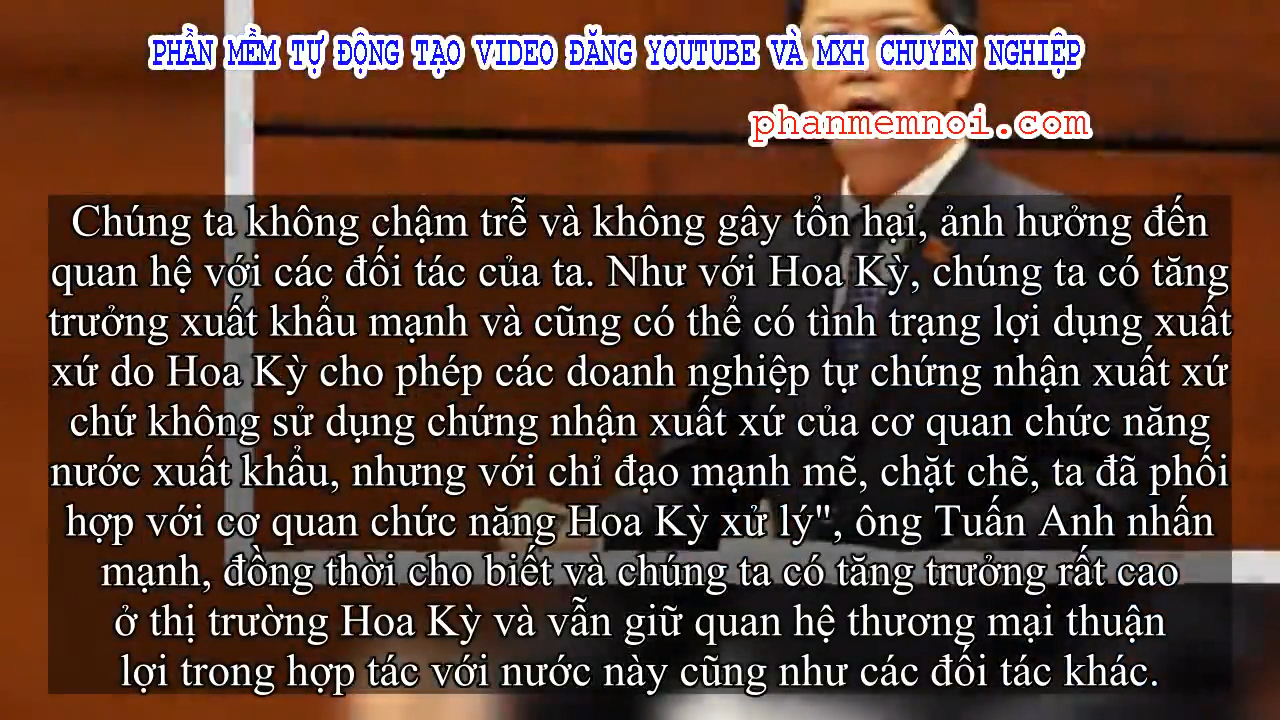 PHẦN MỀM TỰ ĐỘNG TẠO VIDEO ĐĂNG YOUTUBE VÀ MXH CHUYÊN NGHIỆP
phanmemnoi.com
Chúng ta không chậm trễ và không gây tổn hại, ảnh hưởng đến
quan hệ với các đối tác của ta. Như với Hoa Kỳ, chúng ta có tăng
trưởng xuất khẩu mạnh và cũng có thể có tình trạng lợi dụng xuất
xứ do Hoa Kỳ cho phép các doanh nghiệp tự chứng nhận xuất xứ
chứ không sử dụng chứng nhận xuất xứ của cơ quan chức năng
nước xuất khẩu, nhưng với chỉ đạo mạnh mẽ, chặt chẽ, ta đã phối
hợp với cơ quan chức năng Hoa Kỳ xử lý", ông Tuấn Anh nhấn
mạnh, đồng thời cho biết và chúng ta có tăng trưởng rất cao
ở thị trường Hoa Kỳ và vẫn giữ quan hệ thương mại thuận
lợi trong hợp tác với nước này cũng như các đối tác khác.